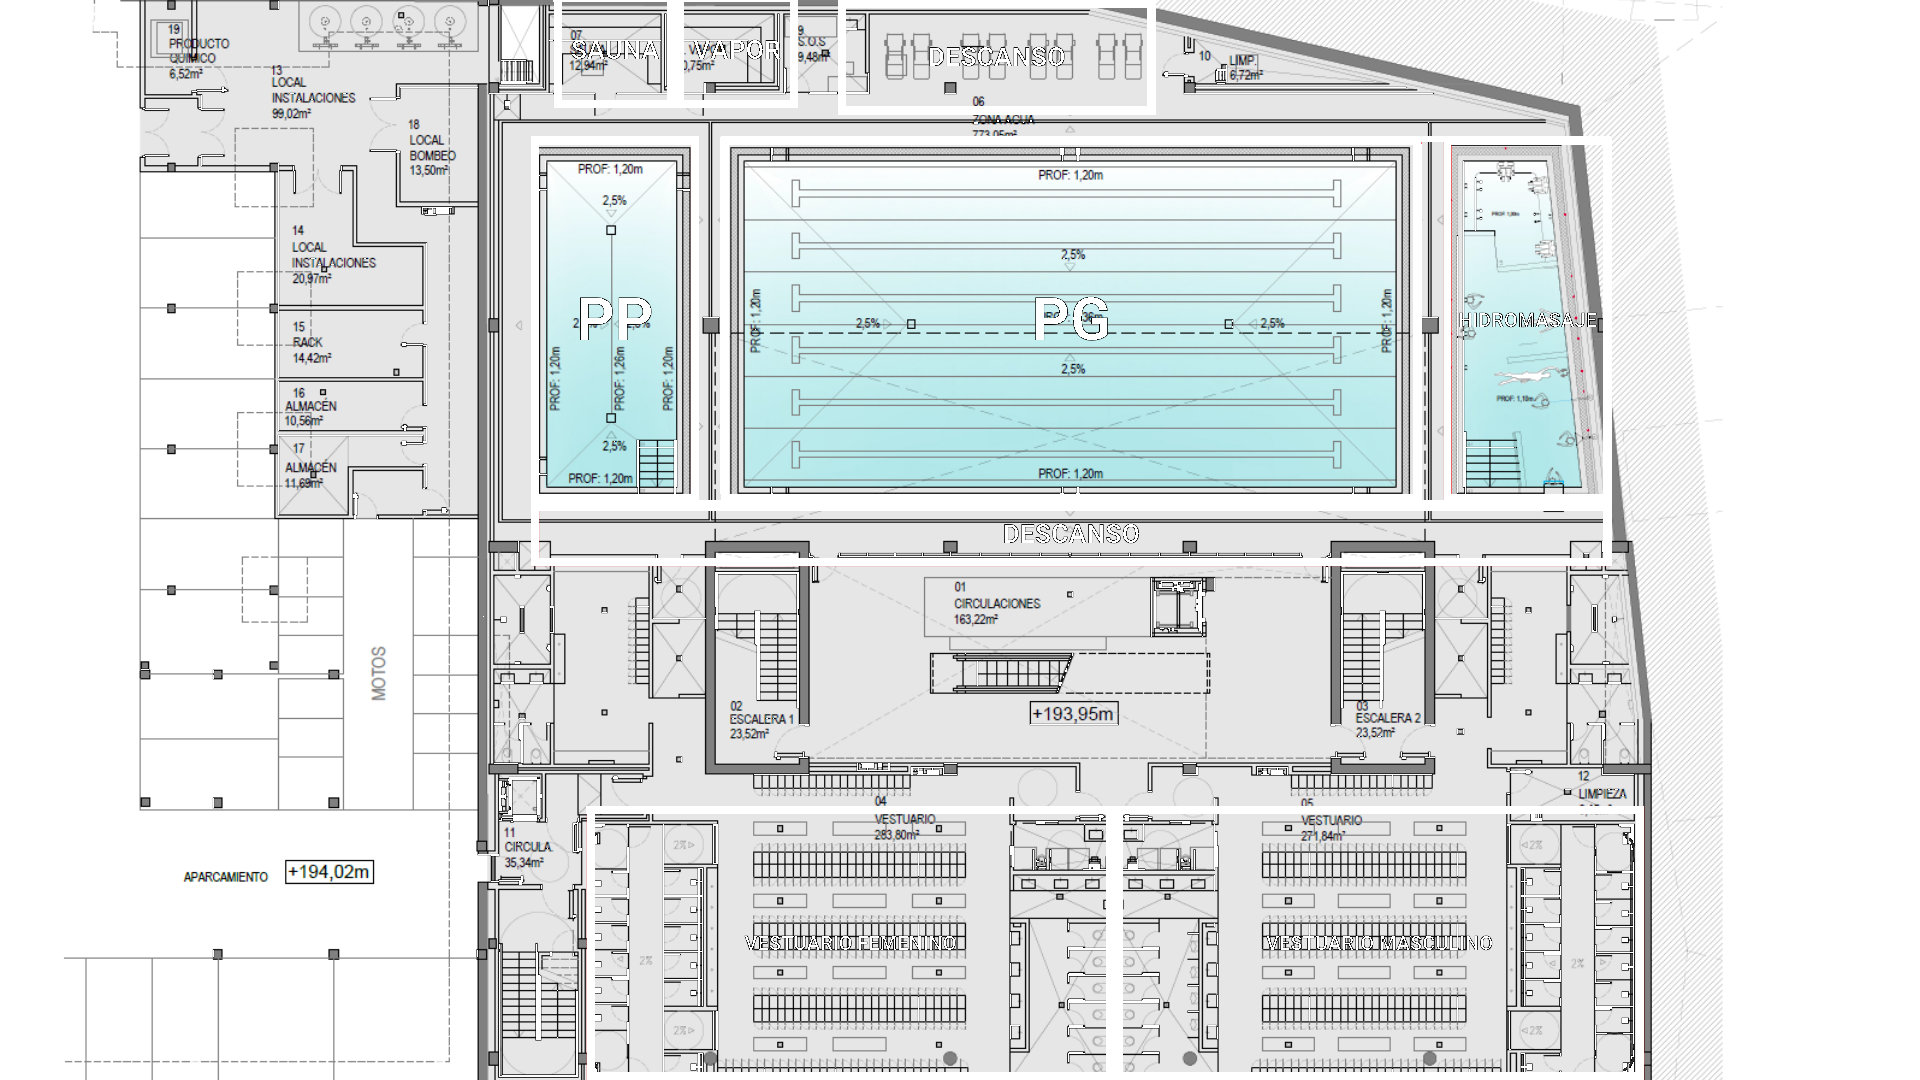 19
PRODUCTO
QUÍMICO
6,52m²
13
LOCAL
INSTALACIONES
99,02m²
18
LOCAL
BOMBEO
13,50m²
14
LOCAL
INSTALACIONES
20,97m²
15
RACK
14,42m²
16
ALMACÉN
10,56m²
17
ALMACÉN
11,69m²
MOTOS
APARCAMIENTO
+194,02m
07
SAUNA
12,94m²
VAPOR
0,75m²
S.O.S
9,48m²
DESCANSO
10
LIMP.
6,72m²
06
ZONA AGUA
773,05m²
PROF: 1,20m
2,5%
PP
PROF: 1,20m
PROF: 1,26m
PROF: 1,20m
2,5%
PROF: 1,20m
PROF: 1,20m
2,5%
PROF: 1,20m
2,5%
PG
2,5%
PROF: 1,20m
2,5%
PROF: 1,20m
HIDROMASAJE
PROF: 1,10m
DESCANSO
01
CIRCULACIONES
163,22m²
+193,95m
02
ESCALERA 1
23,52m²
03
ESCALERA 2
23,52m²
04
VESTUARIO
283,80m²
05
VESTUARIO
271,84m²
12
LIMPIEZA
11
CIRCULA.
35,34m²
2%
2%
2%
2%
2%
2%
VESTUARIO FEMENINO
VESTUARIO MASCULINO